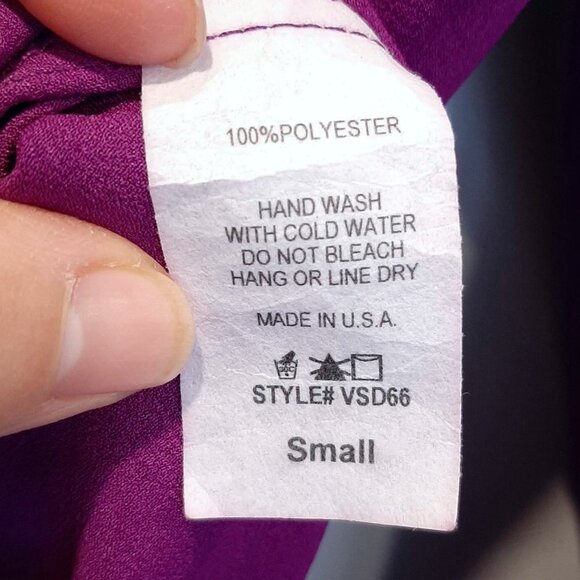 100%POLYESTER
HAND WASH
WITH COLD WATER
DO NOT BLEACH
HANG OR LINE DRY
MADE IN U.S.A.
STYLE# VSD66
Small